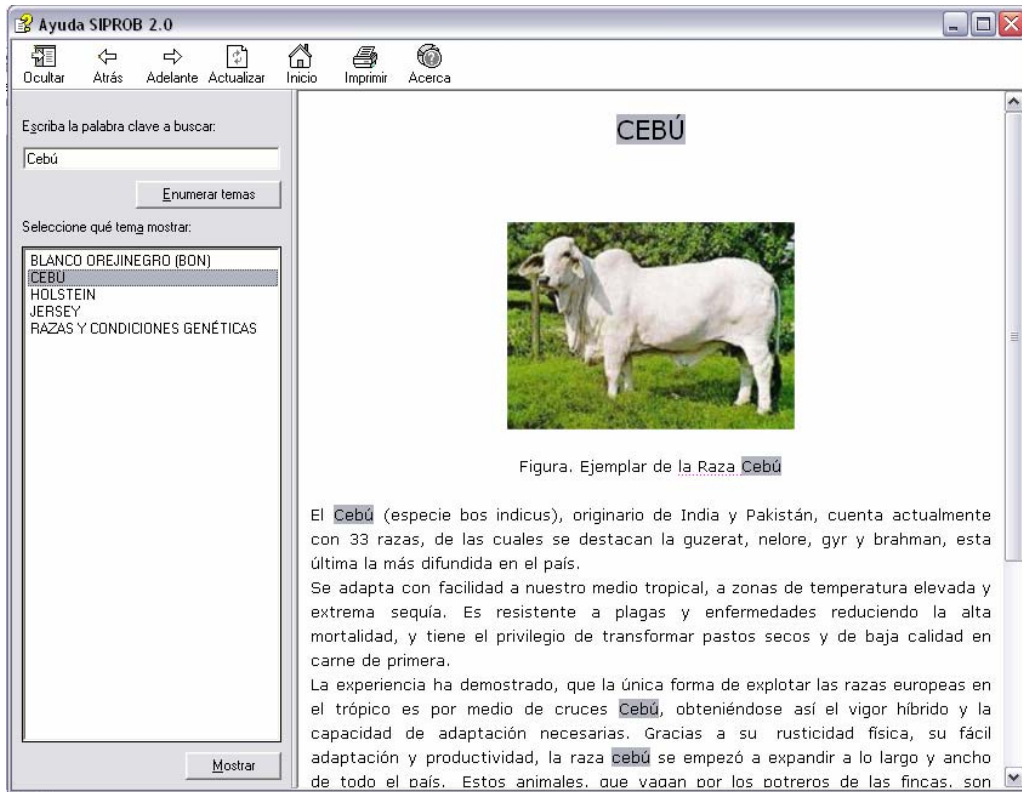 Ayuda SIPROB 2.0
Ocultar Atrás Adelante Actualizar Inicio Imprimir Acerca
Escriba la palabra clave a buscar:
Cebú
Enumerar temas
Seleccione qué tema mostrar:
BLANCO OREJINEGRO (BON)
CEBÚ
HOLSTEIN
JERSEY
RAZAS Y CONDICIONES GENÉTICAS
Mostrar
CEBÚ
Figura. Ejemplar de la Raza Cebú
El Cebú (especie bos indicus), originario de India y Pakistán, cuenta actualmente
con 33 razas, de las cuales se destacan la guzerat, nelore, gyr y brahman, esta
última la más difundida en el país.
Se adapta con facilidad a nuestro medio tropical, a zonas de temperatura elevada y
extrema sequía. Es resistente a plagas y enfermedades reduciendo la alta
mortalidad, y tiene el privilegio de transformar pastos secos y de baja calidad en
carne de primera.
La experiencia ha demostrado, que la única forma de explotar las razas europeas en
el trópico es por medio de cruces Cebú, obteniéndose así el vigor híbrido y la
capacidad de adaptación necesarias. Gracias a su rusticidad física, su fácil
adaptación y productividad, la raza cebú se empezó a expandir a lo largo y ancho
de todo el país. Estos animales, que vagan por los potreros de las fincas, son